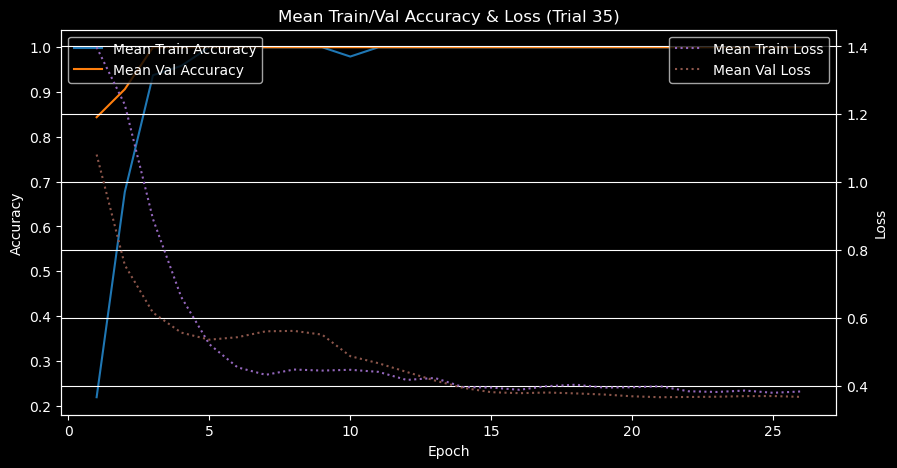 Mean Train/Val Accuracy & Loss (Trial 35)
Mean Train Accuracy
Mean Val Accuracy
Mean Train Loss
Mean Val Loss
1.0
0.9
0.8
0.7
0.6
0.5
0.4
0.3
0.2
Accuracy
1.4
1.2
1.0
0.8
0.6
0.4
Loss
0 5 10 15 20 25
Epoch